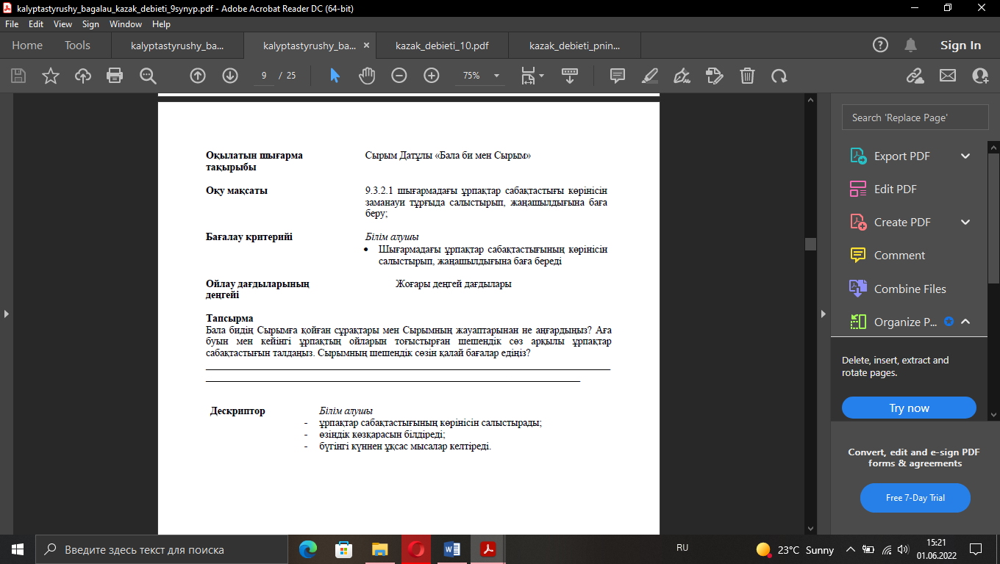 kalyptastyrushy_bagalau_kazak_debieti_9synyp.pdf - Adobe Acrobat Reader DC (64-bit)
File Edit View Sign Window Help
Home Tools kalyptastyrushy_ba... kalyptastyrushy_ba... kazak_debieti_10.pdf kazak_debieti_pnin... Sign In
9 / 25 75%
Search 'Replace Page'
Export PDF
Edit PDF
Create PDF
Comment
Combine Files
Organize P...
Delete, insert, extract and
rotate pages.
Try now
Convert, edit and e-sign PDF
forms & agreements
Free 7-Day Trial
Оқылатын шығарма Сырым Датұлы «Бала би мен Сырым»
тақырыбы
Оқу мақсаты 9.3.2.1 шығармадағы ұрпақтар сабақтастығы көрінісін
заманауи тұрғыда салыстырып, жаңашылдығына баға
беру;
Бағалау критерийі Білім алушы
• Шығармадағы ұрпақтар сабақтастығының көрінісін
салыстырып, жаңашылдығына баға береді
Ойлау дағдыларының Жоғары деңгей дағдылары
деңгейі
Тапсырма
Бала бидің Сырымға қойған сұрақтары мен Сырымның жауаптарынан не аңғардыңыз? Аға
буын мен кейінгі ұрпақтың ойларын тоғыстырған шешендік сөз арқылы ұрпақтар
сабақтастығын талдаңыз. Сырымның шешендік сөзін қалай бағалар едіңіз?
Дескриптор Білім алушы
- ұрпақтар сабақтастығының көрінісін салыстырады;
- өзіндік көзқарасын білдіреді;
- бүгінгі күннен ұқсас мысалар келтіреді.
Введите здесь текст для поиска
RU
23°C Sunny
15:21
01.06.2022